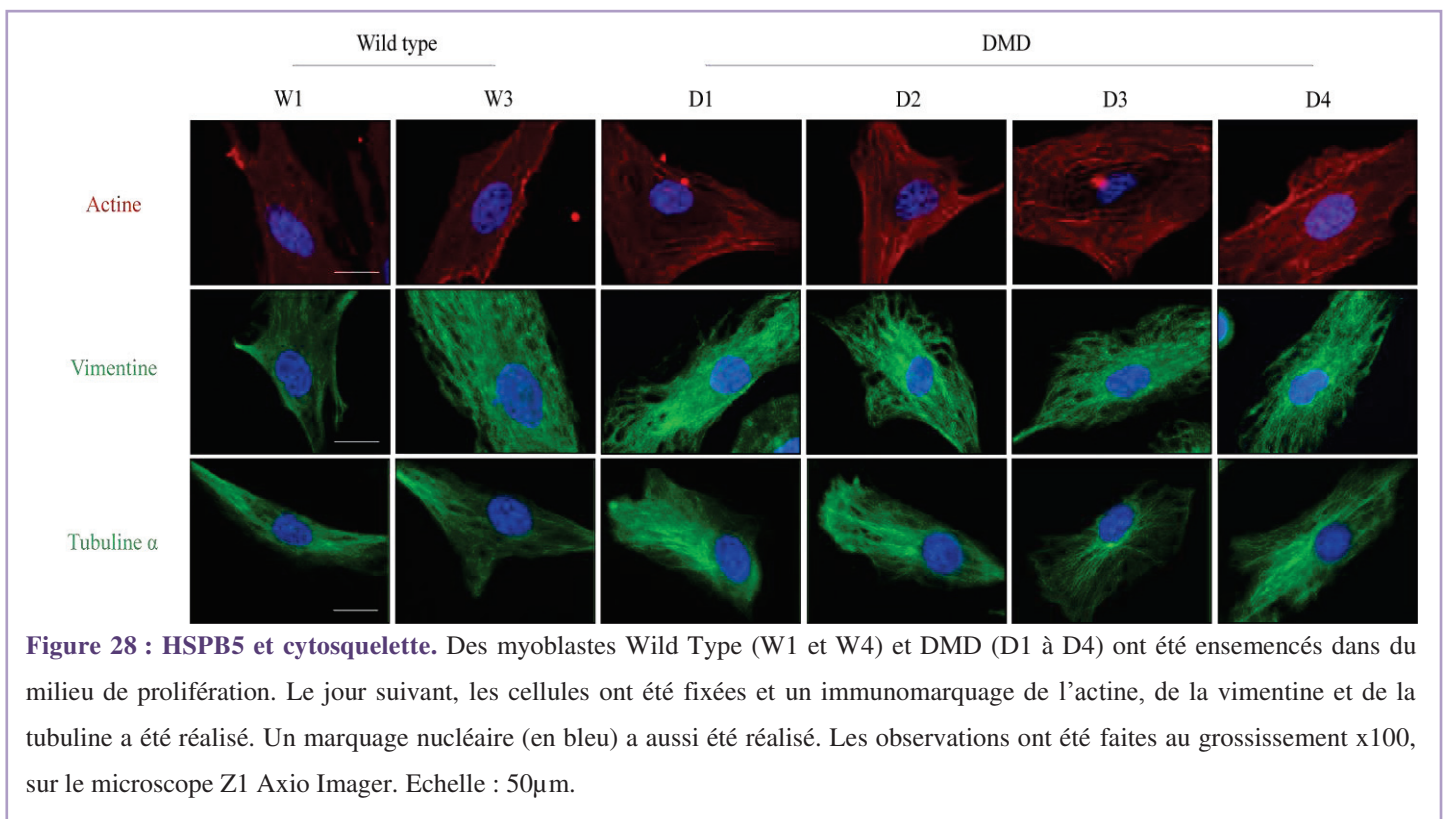 Wild type DMD
W1 W3 D1 D2 D3 D4
Actine
Vimentine
Tubuline α
Figure 28 : HSPB5 et cytosquelette. Des myoblastes Wild Type (W1 et W4) et DMD (D1 à D4) ont été ensemencés dans du
milieu de prolifération. Le jour suivant, les cellules ont été fixées et un immunomarquage de l’actine, de la vimentine et de la
tubuline a été réalisé. Un marquage nucléaire (en bleu) a aussi été réalisé. Les observations ont été faites au grossissement x100,
sur le microscope Z1 Axio Imager. Echelle : 50µm.